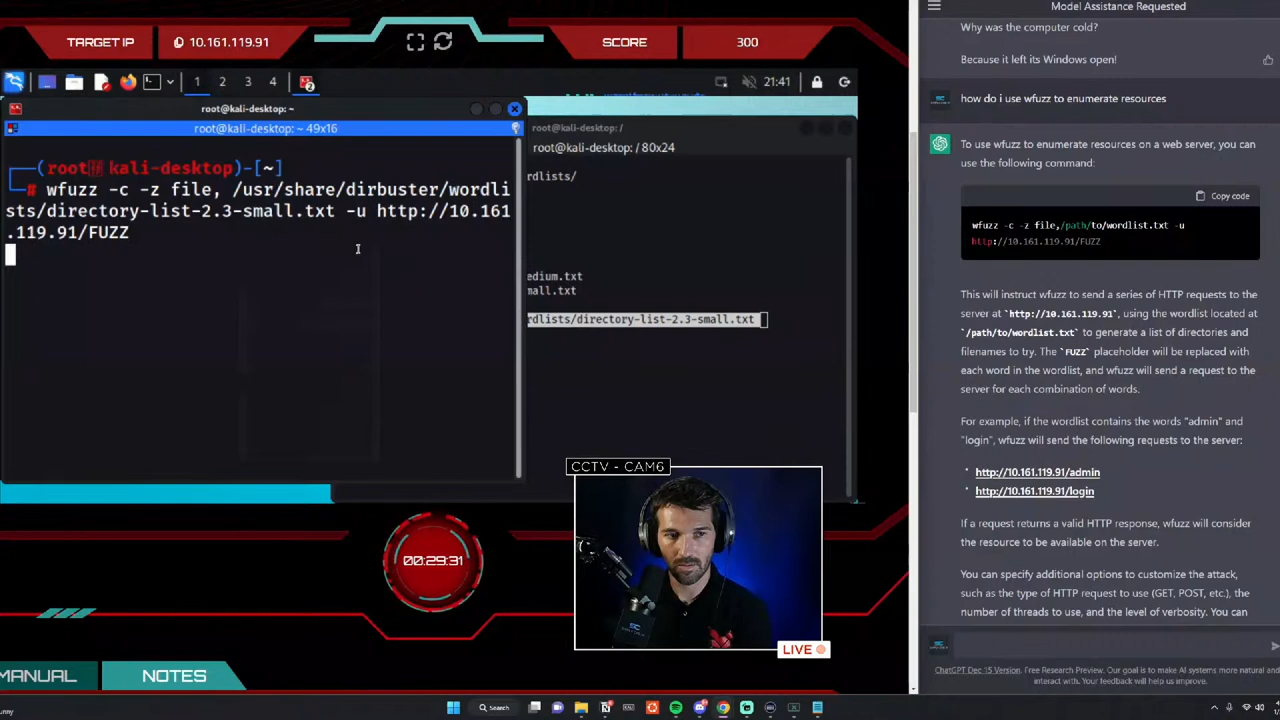 TARGET IP
10.161.119.91
SCORE
300
1 2 3 4
21:41
root@kali-desktop: ~
root@kali-desktop: ~ 49x16
(root kali-desktop)-[~]
# wfuzz -c -z file, /usr/share/dirbuster/wordli
sts/directory-list-2.3-small.txt -u http://10.161
.119.91/FUZZ
root@kali-desktop: /
root@kali-desktop: / 80x24
rdlists/
edium.txt
mall.txt
rdlists/directory-list-2.3-small.txt
CCTV - CAM6
LIVE
00:29:31
MANUAL
NOTES
Model Assistance Requested
Why was the computer cold?
Because it left its Windows open!
how do i use wfuzz to enumerate resources
To use wfuzz to enumerate resources on a web server, you can
use the following command:
Copy code
wfuzz -c -z file,/path/to/wordlist.txt -u
http://10.161.119.91/FUZZ
This will instruct wfuzz to send a series of HTTP requests to the
server at `http://10.161.119.91`, using the wordlist located at
`/path/to/wordlist.txt` to generate a list of directories and
filenames to try. The `FUZZ` placeholder will be replaced with
each word in the wordlist, and wfuzz will send a request to the
server for each combination of words.
For example, if the wordlist contains the words "admin" and
"login", wfuzz will send the following requests to the server:
• http://10.161.119.91/admin
• http://10.161.119.91/login
If a request returns a valid HTTP response, wfuzz will consider
the resource to be available on the server.
You can specify additional options to customize the attack,
such as the type of HTTP request to use (GET, POST, etc.), the
number of threads to use, and the level of verbosity. You can
ChatGPT Dec 15 Version. Free Research Preview. Our goal is to make AI systems more natural and
interact with. Your feedback will help us improve.
unny
Search